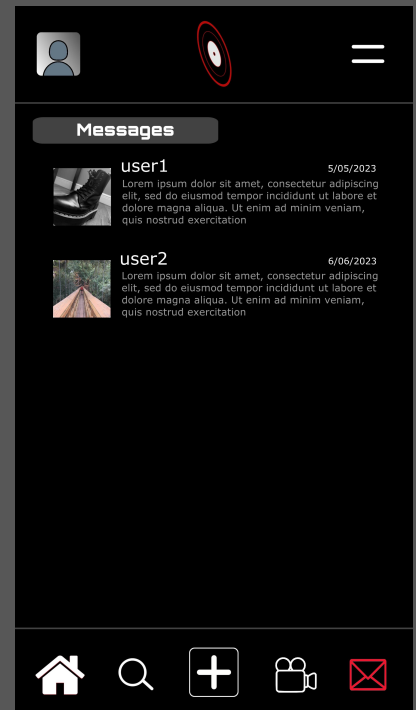 Messages
user1
5/05/2023
Lorem ipsum dolor sit amet, consectetur adipiscing
elit, sed do eiusmod tempor incididunt ut labore et
dolore magna aliqua. Ut enim ad minim veniam,
quis nostrud exercitation
user2
6/06/2023
Lorem ipsum dolor sit amet, consectetur adipiscing
elit, sed do eiusmod tempor incididunt ut labore et
dolore magna aliqua. Ut enim ad minim veniam,
quis nostrud exercitation